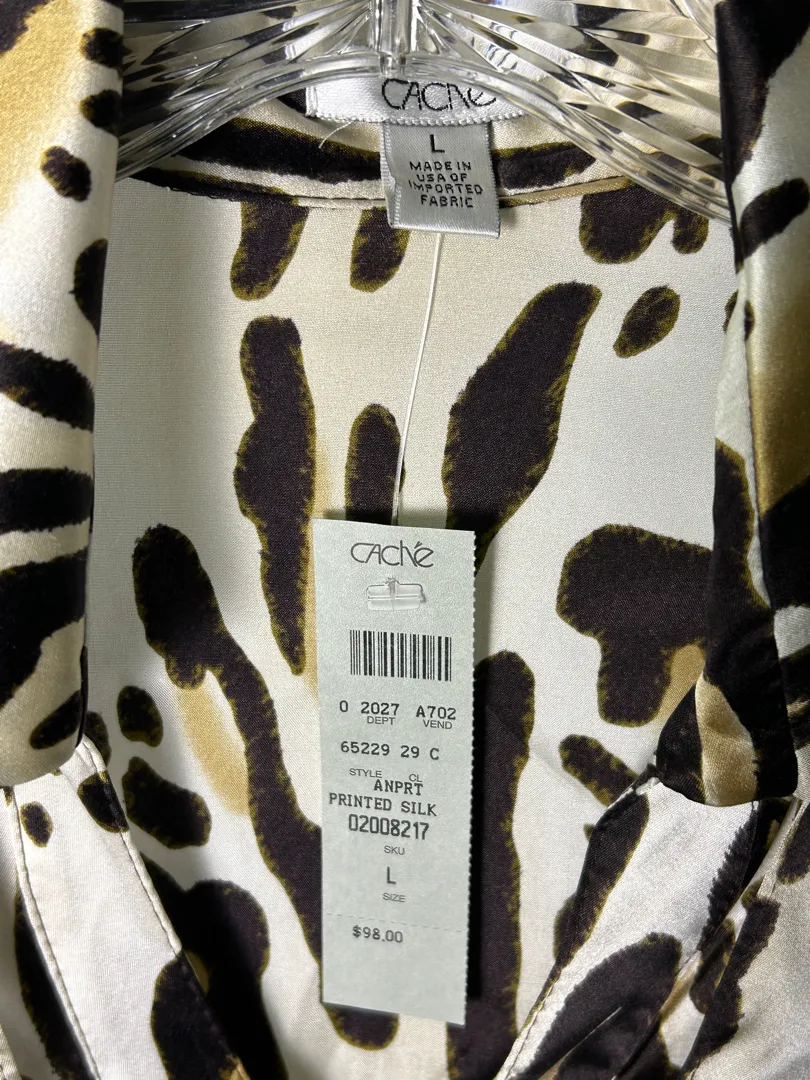 CACHé
L
MADE IN
USA OF
IMPORTED
FABRIC
CACHé
0 2027 A702
DEPT VEND
65229 29 C
STYLE CL
ANPRT
PRINTED SILK
02008217
SKU
L
SIZE
$98.00